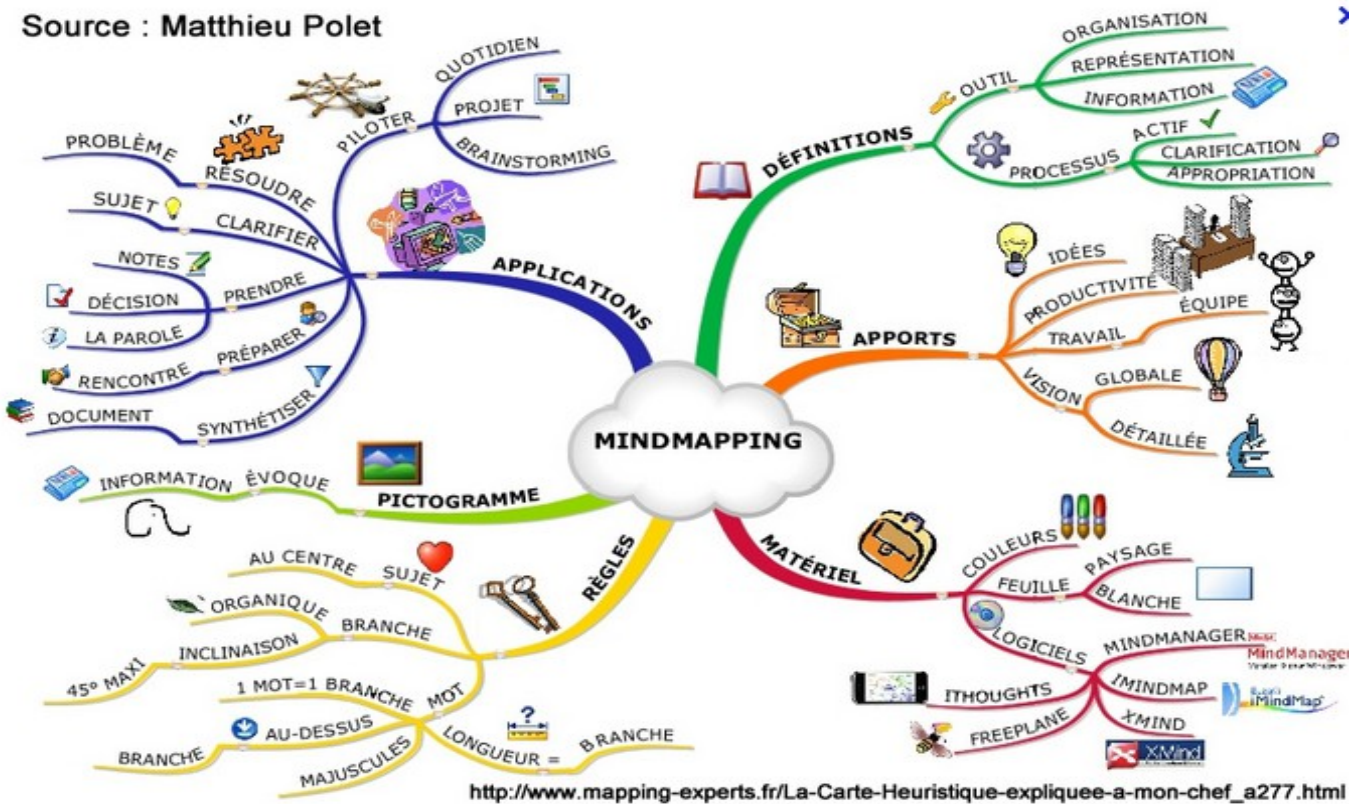 Source : Matthieu Polet
MINDMAPPING
DÉFINITIONS
OUTIL
ORGANISATION
REPRÉSENTATION
INFORMATION
PROCESSUS
ACTIF
CLARIFICATION
APPROPRIATION
APPORTS
IDÉES
PRODUCTIVITÉ
TRAVAIL
ÉQUIPE
VISION
GLOBALE
DÉTAILLÉE
MATÉRIEL
COULEURS
FEUILLE
PAYSAGE
BLANCHE
LOGICIELS
MINDMANAGER
MindManager
IMINDMAP
iMindMap
XMIND
XMind
ITHOUGHTS
FREEPLANE
RÈGLES
SUJET
AU CENTRE
BRANCHE
ORGANIQUE
INCLINAISON
45° MAXI
MOT
1 MOT=1 BRANCHE
AU-DESSUS
BRANCHE
MAJUSCULES
LONGUEUR =
BRANCHE
?
PICTOGRAMME
ÉVOQUE
INFORMATION
APPLICATIONS
PILOTER
QUOTIDIEN
PROJET
BRAINSTORMING
RÉSOUDRE
PROBLÈME
CLARIFIER
SUJET
PRENDRE
NOTES
DÉCISION
LA PAROLE
PRÉPARER
RENCONTRE
SYNTHÉTISER
DOCUMENT
http://www.mapping-experts.fr/La-Carte-Heuristique-expliquee-a-mon-chef_a277.html